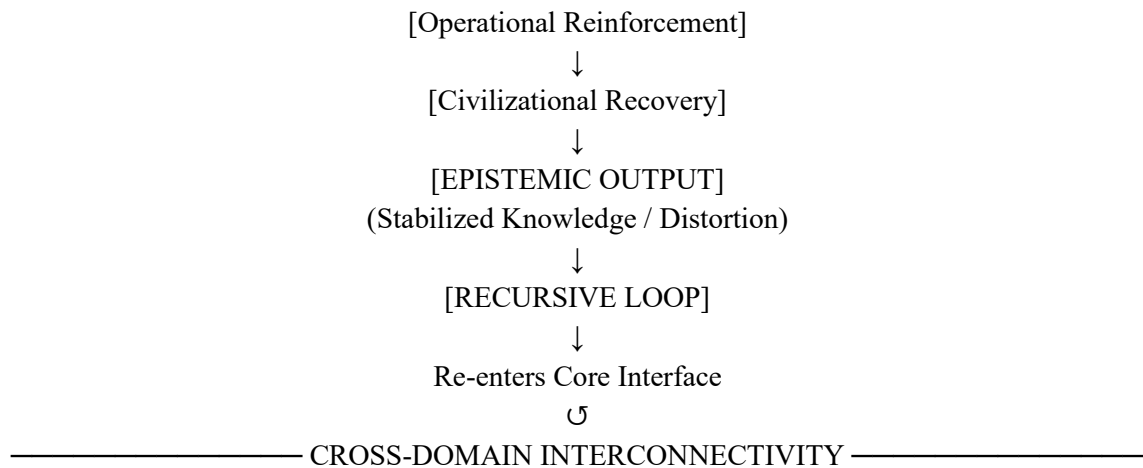 [Operational Reinforcement]
↓
[Civilizational Recovery]
↓
[EPISTEMIC OUTPUT]
(Stabilized Knowledge / Distortion)
↓
[RECURSIVE LOOP]
↓
Re-enters Core Interface
↺
────────── CROSS-DOMAIN INTERCONNECTIVITY ──────────